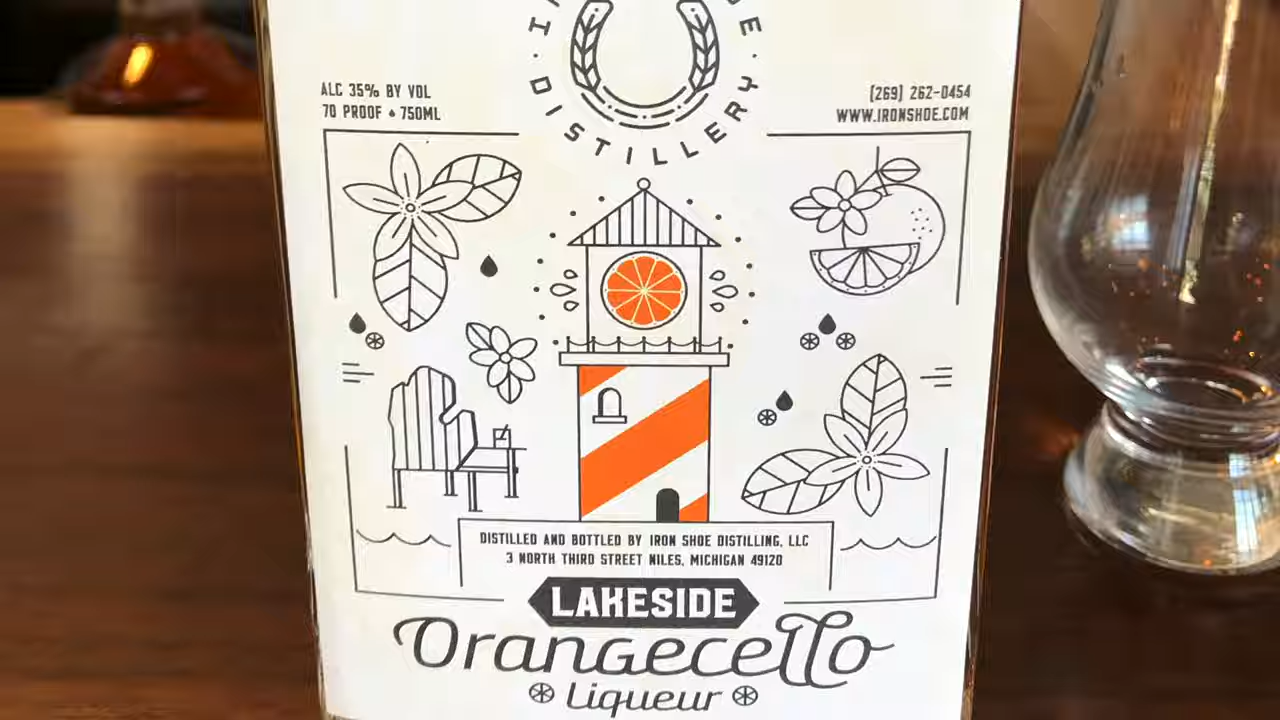 DISTILLERY
ALC 35% BY VOL
70 PROOF 750ML
(269) 262-0454
WWW.IRONSHOE.COM
DISTILLED AND BOTTLED BY IRON SHOE DISTILLING, LLC
3 NORTH THIRD STREET NILES, MICHIGAN 49120
LAKESIDE
Orangecello
Liqueur